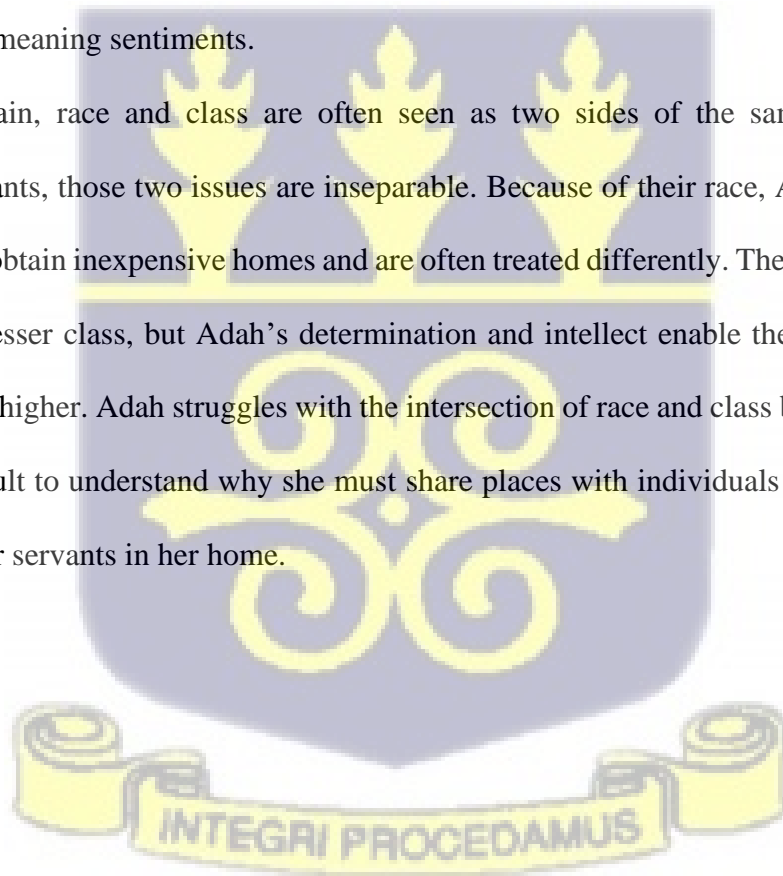 meaning sentiments.
ain, race and class are often seen as two sides of the sar
ants, those two issues are inseparable. Because of their race, A
obtain inexpensive homes and are often treated differently. The
esser class, but Adah's determination and intellect enable the
higher. Adah struggles with the intersection of race and class b
ult to understand why she must share places with individuals
r servants in her home.
INTEGRI PROCEDAMUS